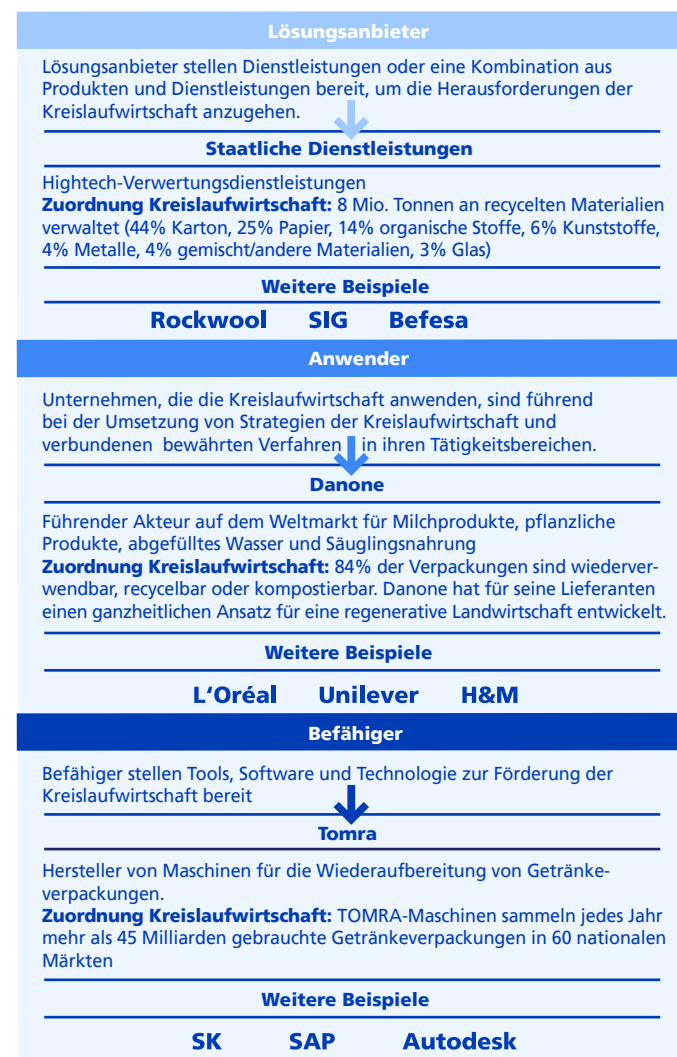 Lösungsanbieter
Lösungsanbieter stellen Dienstleistungen oder eine Kombination aus
Produkten und Dienstleistungen bereit, um die Herausforderungen der
Kreislaufwirtschaft anzugehen.
Staatliche Dienstleistungen
Hightech-Verwertungsdienstleistungen
Zuordnung Kreislaufwirtschaft: 8 Mio. Tonnen an recycelten Materialien
verwaltet (44% Karton, 25% Papier, 14% organische Stoffe, 6% Kunststoffe,
4% Metalle, 4% gemischt/andere Materialien, 3% Glas)
Weitere Beispiele
Rockwool SIG Befesa
Anwender
Unternehmen, die die Kreislaufwirtschaft anwenden, sind führend
bei der Umsetzung von Strategien der Kreislaufwirtschaft und
verbundenen bewährten Verfahren in ihren Tätigkeitsbereichen.
Danone
Führender Akteur auf dem Weltmarkt für Milchprodukte, pflanzliche
Produkte, abgefülltes Wasser und Säuglingsnahrung
Zuordnung Kreislaufwirtschaft: 84% der Verpackungen sind wiederver-
wendbar, recycelbar oder kompostierbar. Danone hat für seine Lieferanten
einen ganzheitlichen Ansatz für eine regenerative Landwirtschaft entwickelt.
Weitere Beispiele
L‘Oréal Unilever H&M
Befähiger
Befähiger stellen Tools, Software und Technologie zur Förderung der
Kreislaufwirtschaft bereit
Tomra
Hersteller von Maschinen für die Wiederaufbereitung von Getränke-
verpackungen.
Zuordnung Kreislaufwirtschaft: TOMRA-Maschinen sammeln jedes Jahr
mehr als 45 Milliarden gebrauchte Getränkeverpackungen in 60 nationalen
Märkten
Weitere Beispiele
SK SAP Autodesk